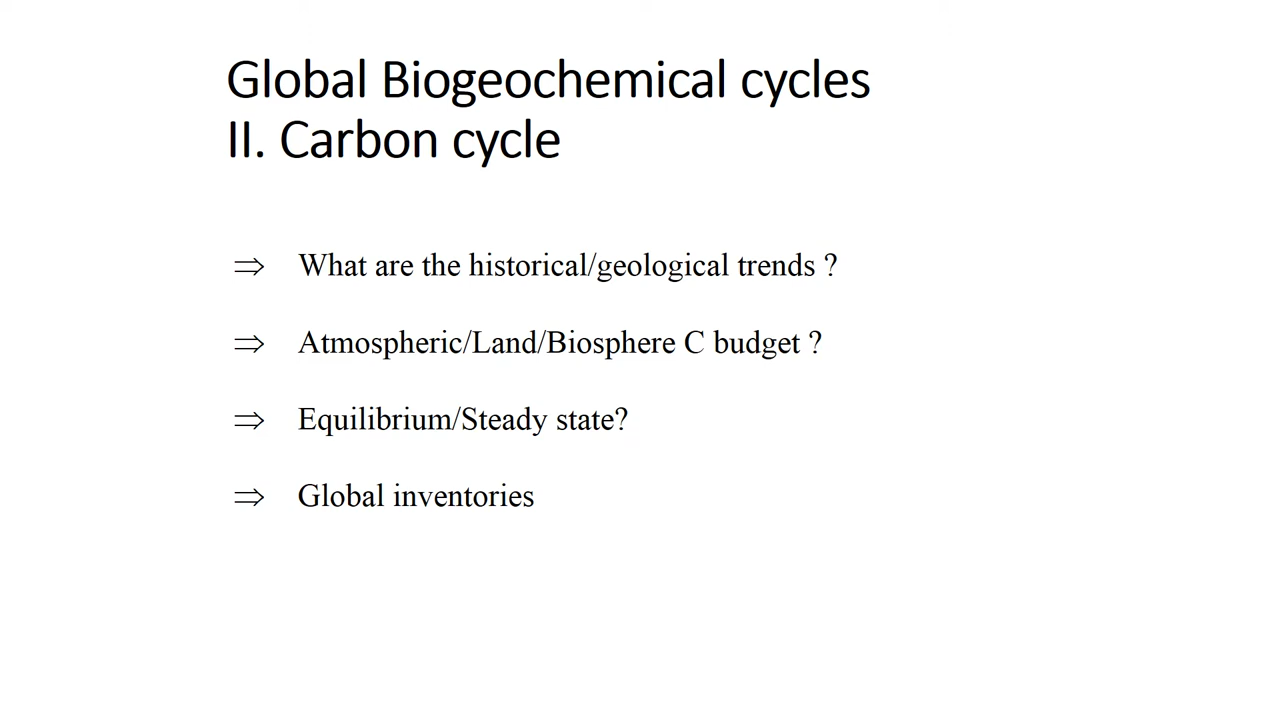 Global Biogeochemical cycles
II. Carbon cycle
⇒ What are the historical/geological trends ?
⇒ Atmospheric/Land/Biosphere C budget ?
⇒ Equilibrium/Steady state?
⇒ Global inventories